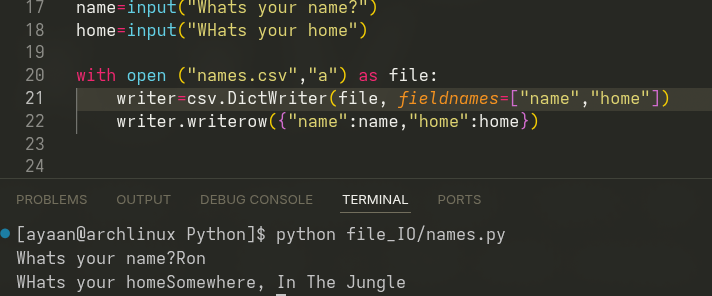 17 name=input("Whats your name?")
18 home=input("WHats your home")
19
20 with open ("names.csv","a") as file:
21 writer=csv.DictWriter(file, fieldnames=["name","home"])
22 writer.writerow({"name":name,"home":home})
23
24
PROBLEMS OUTPUT DEBUG CONSOLE TERMINAL PORTS
[ayaan@archlinux Python]$ python file_IO/names.py
Whats your name?Ron
WHats your homeSomewhere, In The Jungle